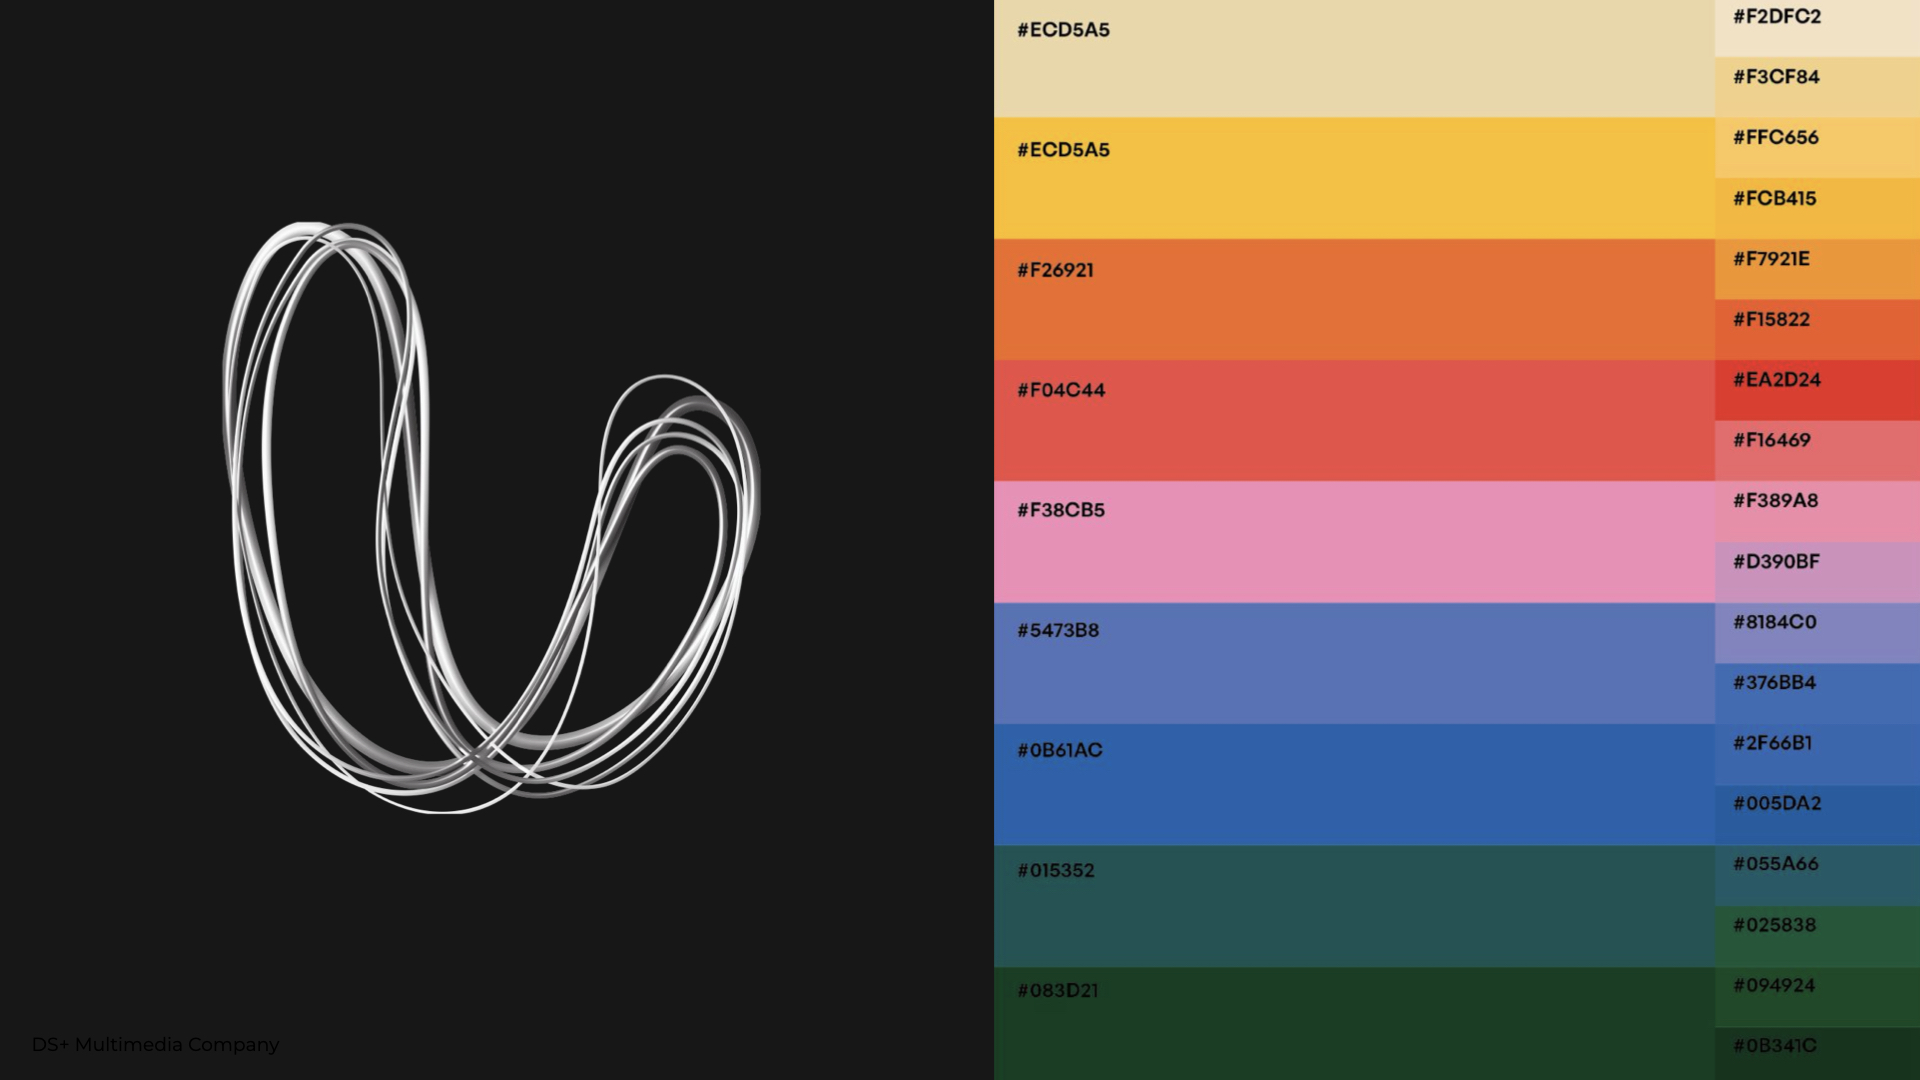 #ECD5A5
#ECD5A5
#F26921
#F04C44
#F38CB5
#5473B8
#0B61AC
#015352
#083D21
#F2DFC2
#F3CF84
#FFC656
#FCB415
#F7921E
#F15822
#EA2D24
#F16469
#F389A8
#D390BF
#8184C0
#376BB4
#2F66B1
#005DA2
#055A66
#025838
#094924
#0B341C
DS+ Multimedia Company